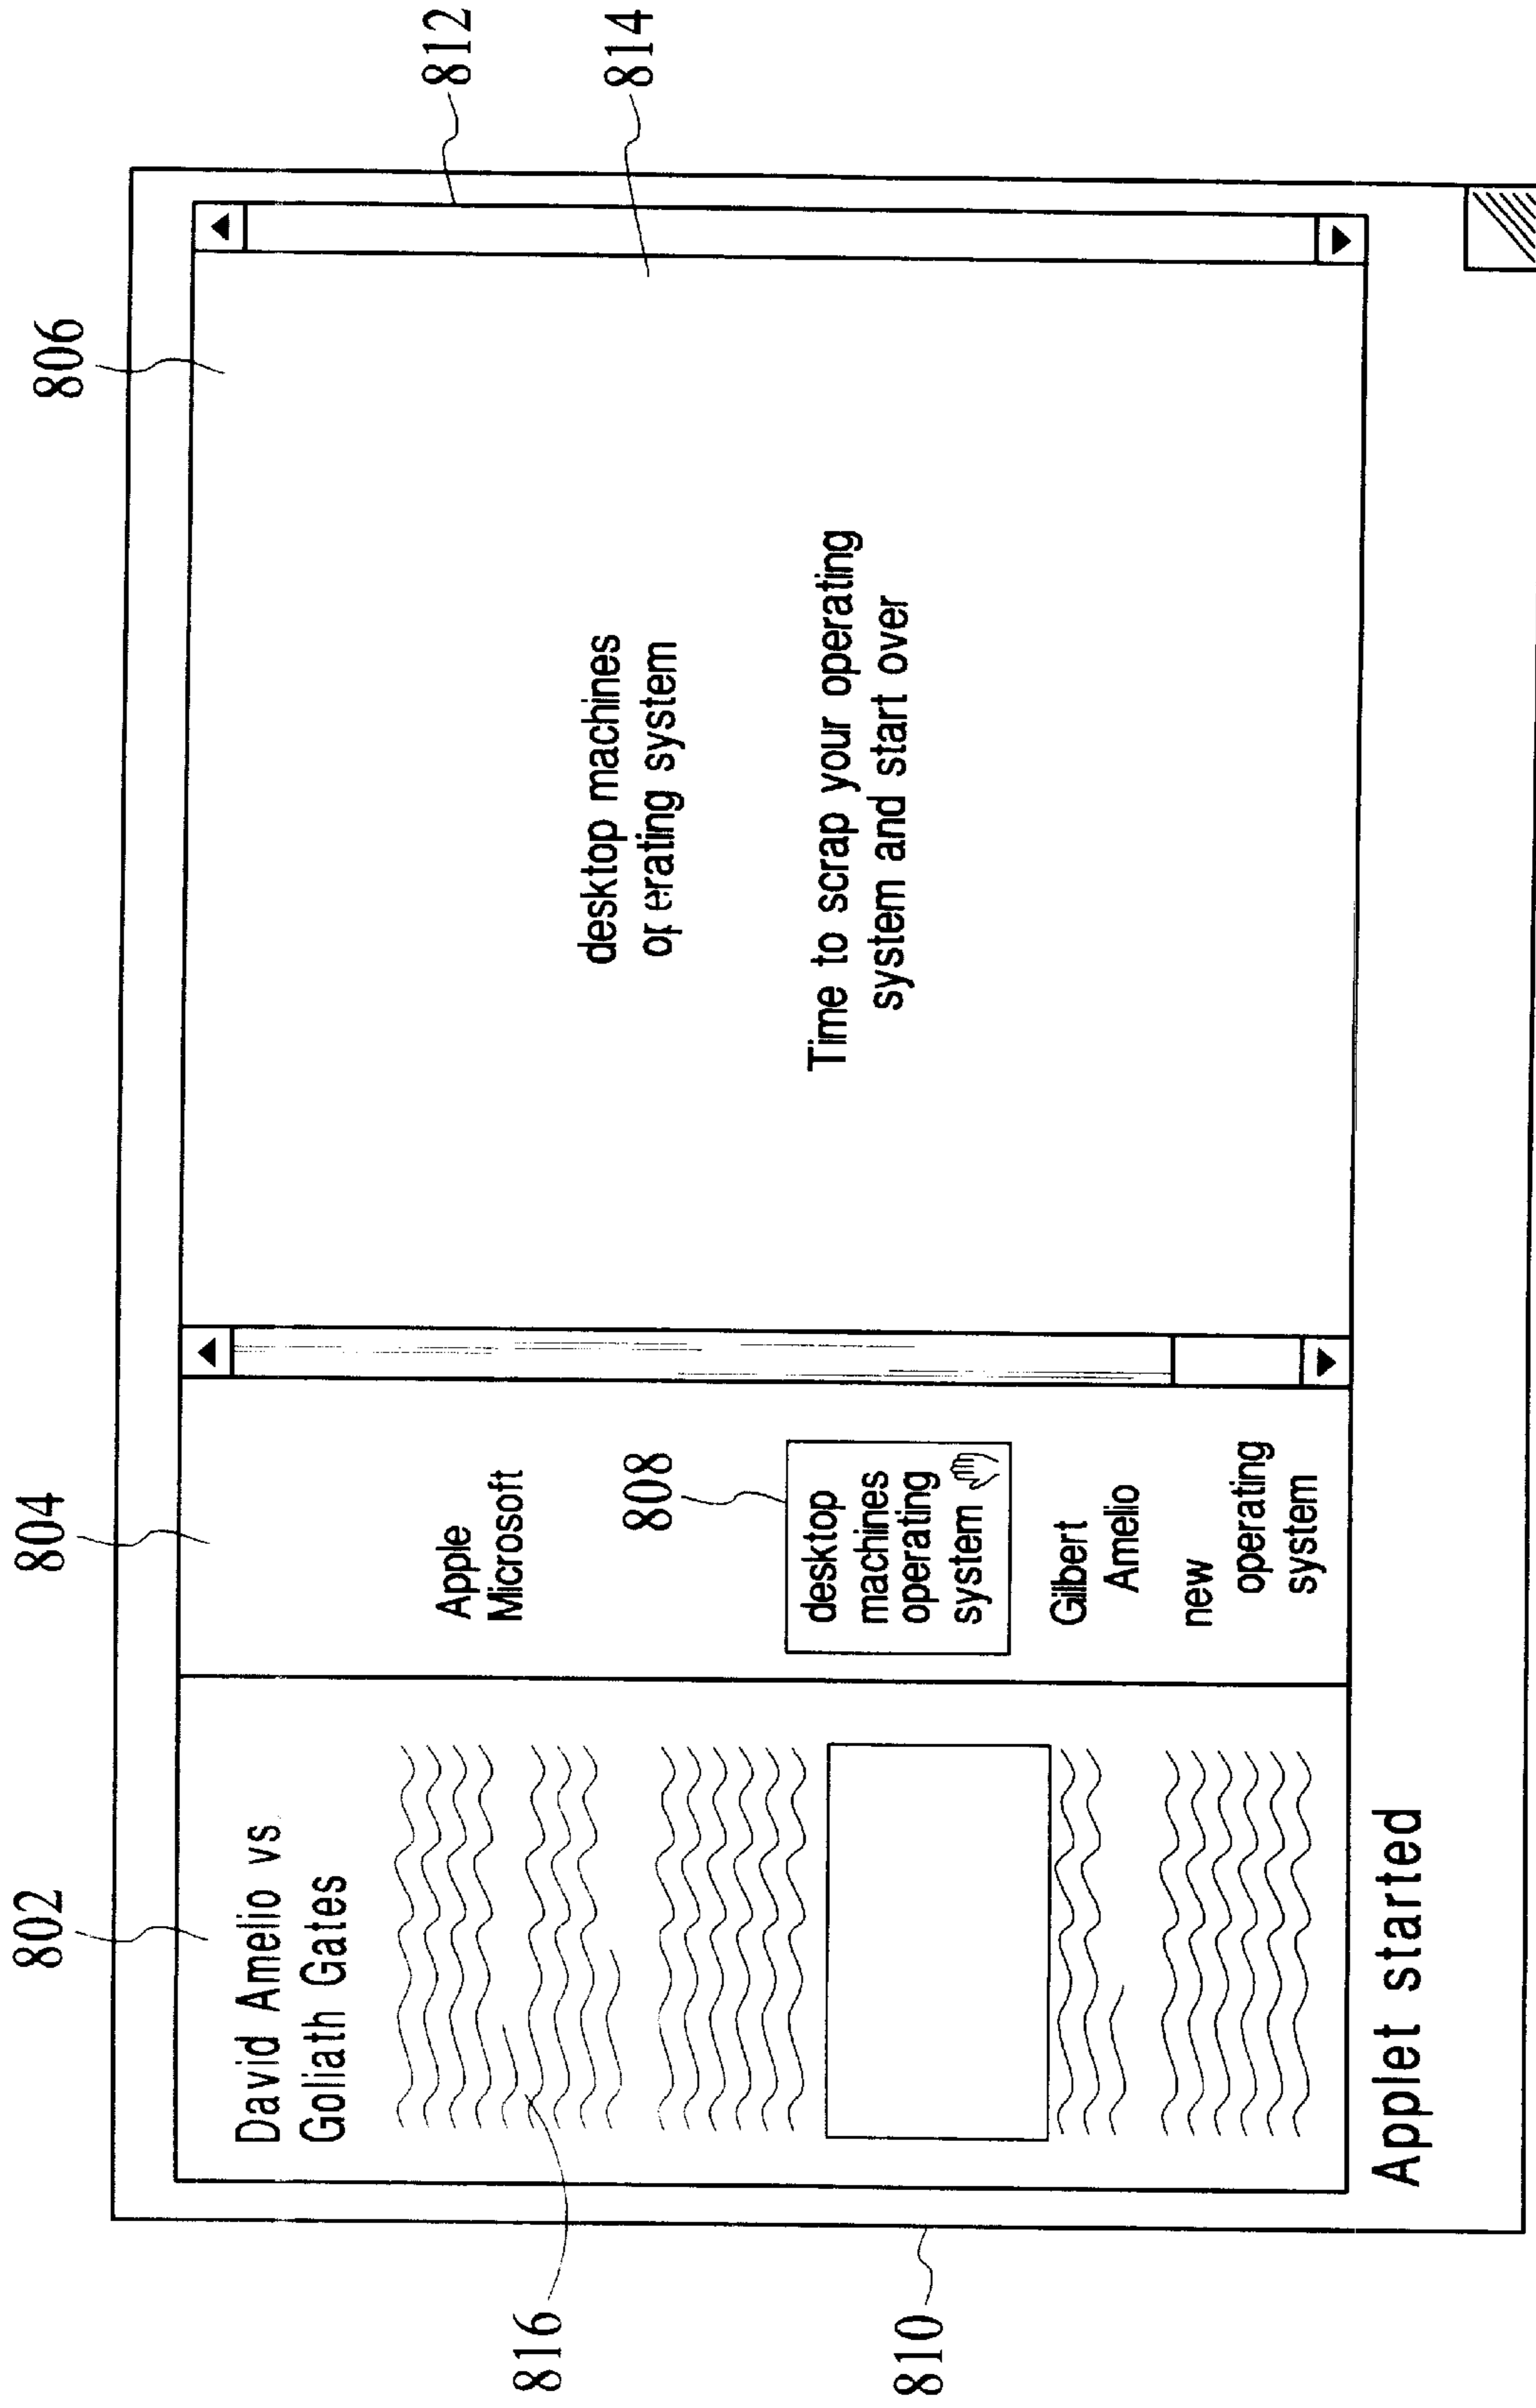 802
804
806
David Amelio vs.
Goliath Gates
816
Apple
Microsoft
808
desktop
machines
operating
system
Gilbert
Amelio
new
operating
system
desktop machines
operating system
Time to scrap your operating
system and start over
812
814
810
Applet started